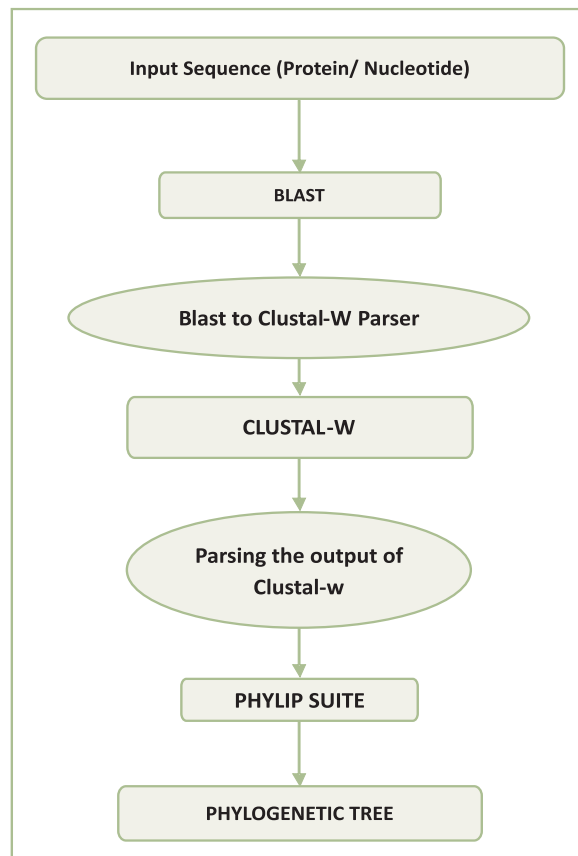 Input Sequence (Protein/ Nucleotide)
BLAST
Blast to Clustal-W Parser
CLUSTAL-W
Parsing the output of
Clustal-w
PHYLIP SUITE
PHYLOGENETIC TREE